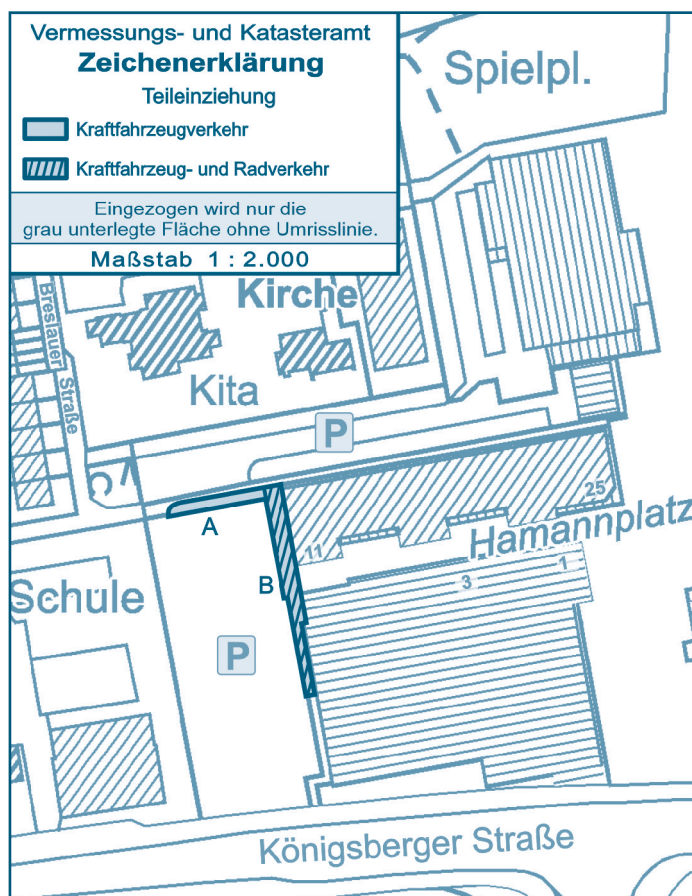 Vermessungs- und Katasteramt
Zeichenerklärung
Teileinziehung
Kraftfahrzeugverkehr
Kraftfahrzeug- und Radverkehr
Eingezogen wird nur die
grau unterlegte Fläche ohne Umrisslinie.
Maßstab 1 : 2.000
Spielpl.
Kirche
Breslauer
Straße
Kita
P
25
A
11
Hamannplatz
B
3
1
Schule
P
Königsberger Straße